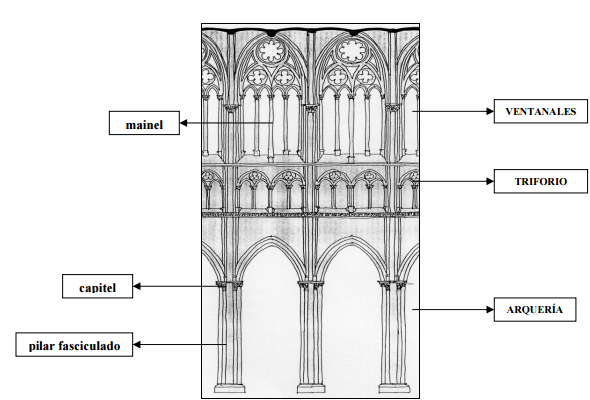 VENTANALES
mainel
TRIFORIO
capitel
ARQUERÍA
pilar fasciculado